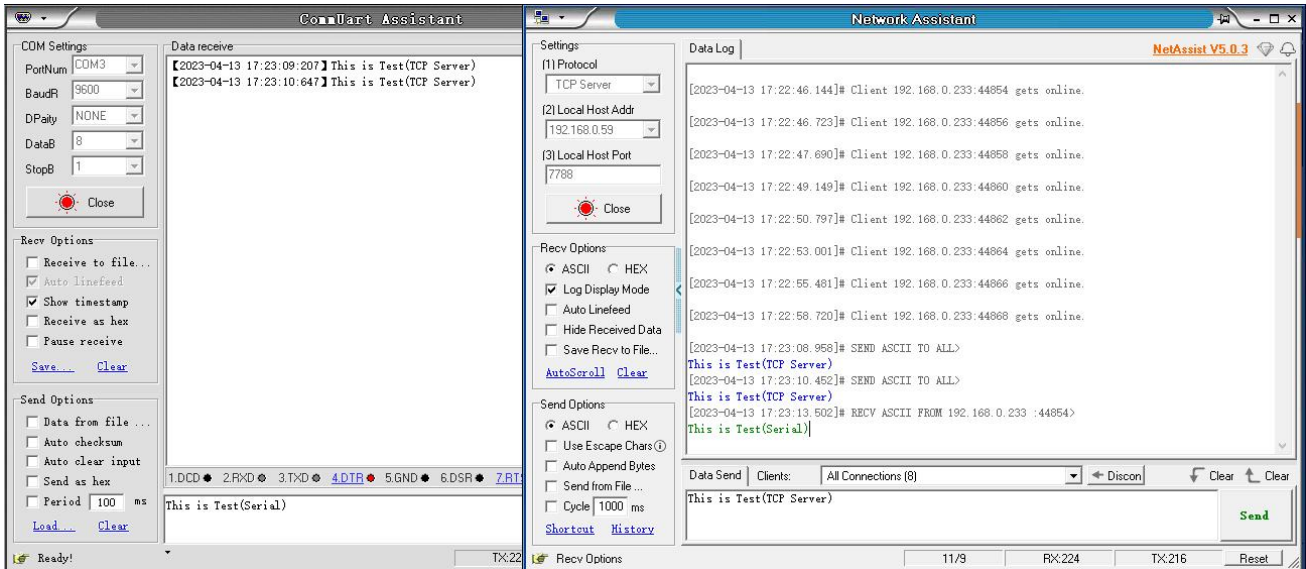 CommUart Assistant
COM Settings
PortNum COM3
BaudR 9600
DPaity NONE
DataB 8
StopB 1
Close
Recv Options
Receive to file...
Auto linefeed
Show timestamp
Receive as hex
Pause receive
Save... Clear
Send Options
Data from file ...
Auto checksum
Auto clear input
Send as hex
Period 100 ms
Load... Clear
Data receive
【2023-04-13 17:23:09:207】This is Test(TCP Server)
【2023-04-13 17:23:10:647】This is Test(TCP Server)
1.DCD 2.RXD 3.TXD 4.DTR 5.GND 6.DSR 7.RT
This is Test(Serial)
Ready! TX:22
Network Assistant
Settings
(1) Protocol
TCP Server
(2) Local Host Addr
192.168.0.59
(3) Local Host Port
7788
Close
Recv Options
ASCII HEX
Log Display Mode
Auto Linefeed
Hide Received Data
Save Recv to File...
AutoScroll Clear
Send Options
ASCII HEX
Use Escape Chars
Auto Append Bytes
Send from File ...
Cycle 1000 ms
Shortcut History
Data Log NetAssist V5.0.3
[2023-04-13 17:22:46.144]# Client 192.168.0.233:44854 gets online.
[2023-04-13 17:22:46.723]# Client 192.168.0.233:44856 gets online.
[2023-04-13 17:22:47.690]# Client 192.168.0.233:44858 gets online.
[2023-04-13 17:22:49.149]# Client 192.168.0.233:44860 gets online.
[2023-04-13 17:22:50.797]# Client 192.168.0.233:44862 gets online.
[2023-04-13 17:22:53.001]# Client 192.168.0.233:44864 gets online.
[2023-04-13 17:22:55.481]# Client 192.168.0.233:44866 gets online.
[2023-04-13 17:22:58.720]# Client 192.168.0.233:44868 gets online.
[2023-04-13 17:23:08.958]# SEND ASCII TO ALL>
This is Test(TCP Server)
[2023-04-13 17:23:10.452]# SEND ASCII TO ALL>
This is Test(TCP Server)
[2023-04-13 17:23:13.502]# RECV ASCII FROM 192.168.0.233 :44854>
This is Test(Serial)
Data Send Clients: All Connections (8) Discon Clear Clear
This is Test(TCP Server)
Send
Recv Options 11/9 RX:224 TX:216 Reset